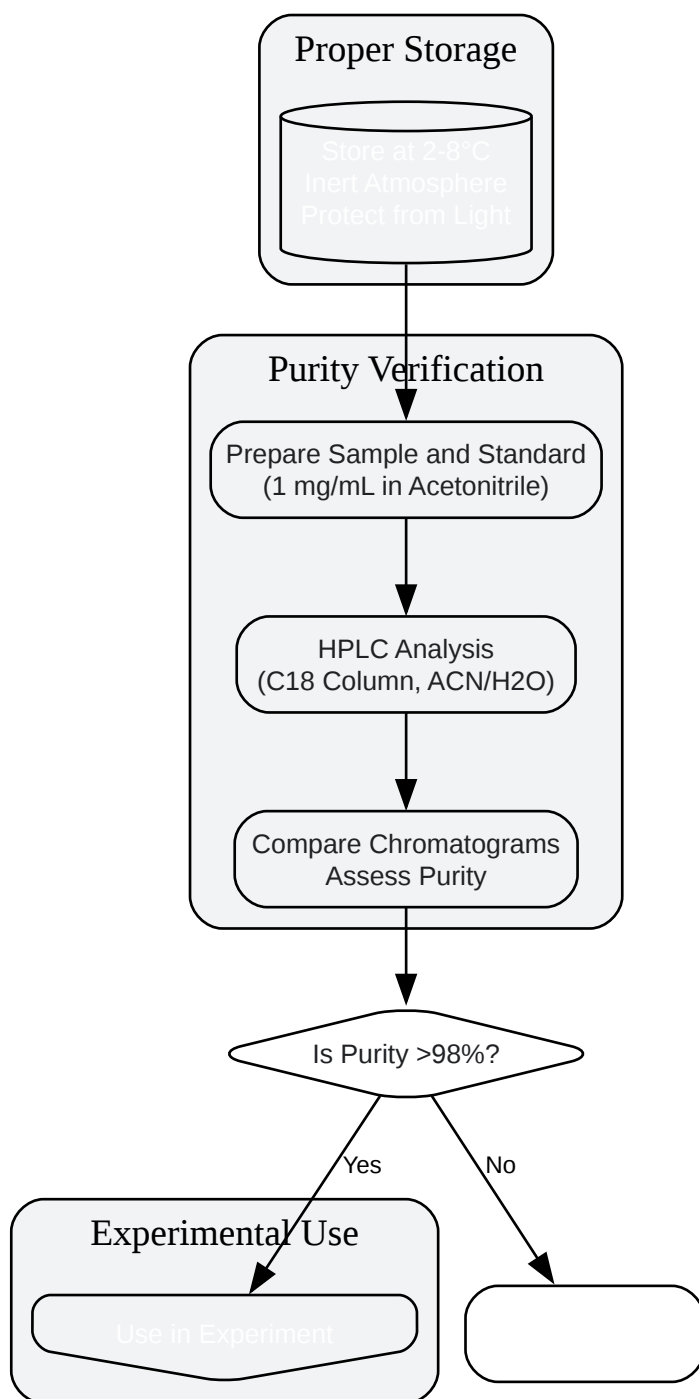 Proper Storage
Store at 2-8°C
Inert Atmosphere
Protect from Light
Purity Verification
Prepare Sample and Standard
(1 mg/mL in Acetonitrile)
HPLC Analysis
(C18 Column, ACN/H2O)
Compare Chromatograms
Assess Purity
Is Purity >98%?
Yes
No
Experimental Use
Use in Experiment